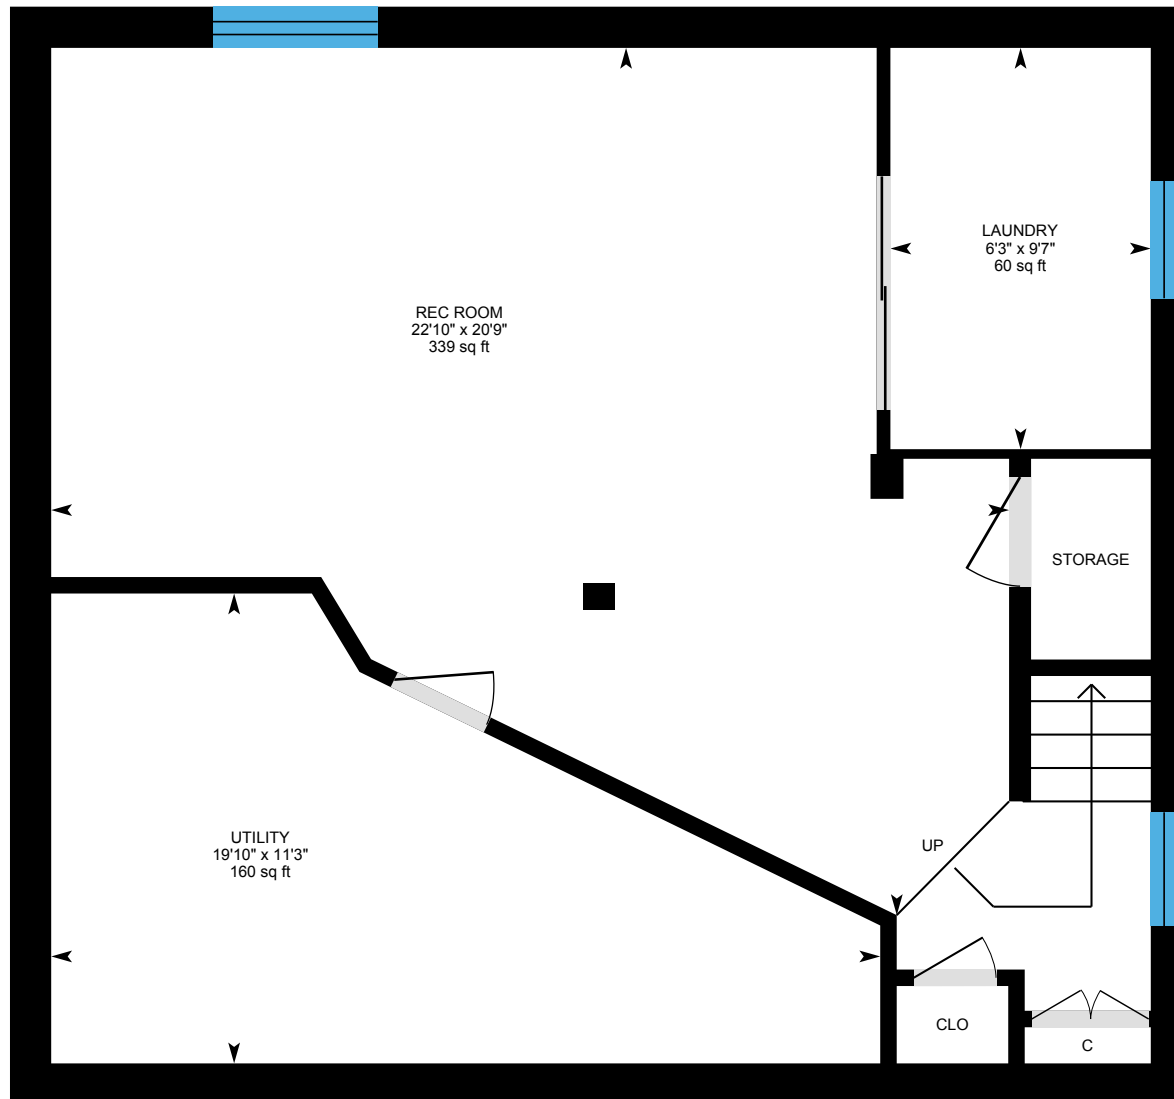 LAUNDRY
6'3" x 9'7"
60 sq ft
REC ROOM
22'10" x 20'9"
339 sq ft
STORAGE
UTILITY
19'10" x 11'3"
160 sq ft
UP
CLO
C